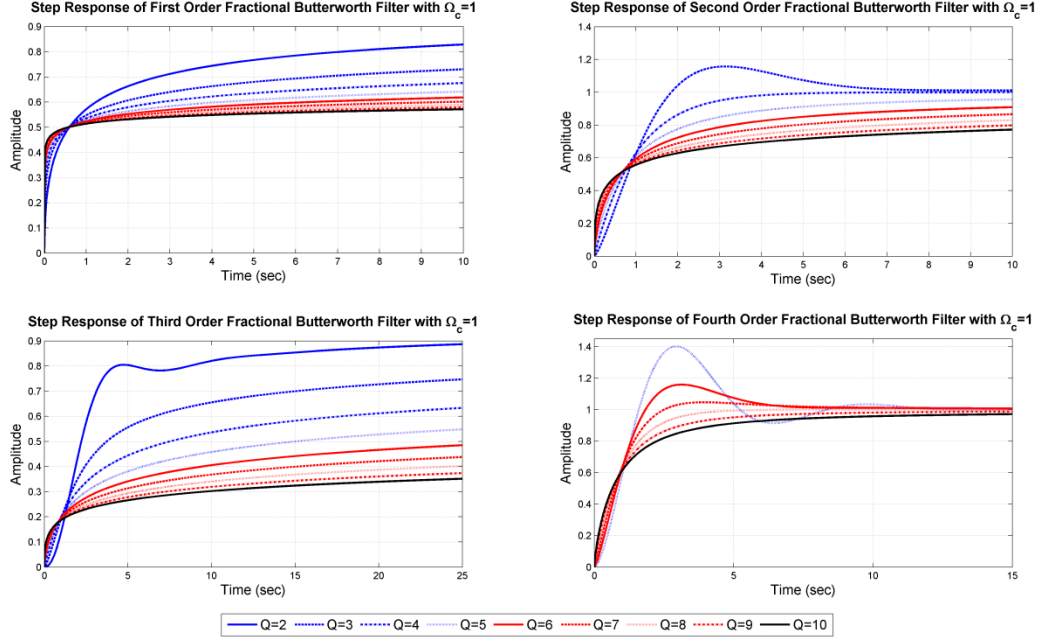 Step Response of First Order Fractional Butterworth Filter with Ω_c=1
Amplitude
0.9
0.8
0.7
0.6
0.5
0.4
0.3
0.2
0.1
0
0 1 2 3 4 5 6 7 8 9 10
Time (sec)
Step Response of Second Order Fractional Butterworth Filter with Ω_c=1
Amplitude
1.4
1.2
1
0.8
0.6
0.4
0.2
0
0 1 2 3 4 5 6 7 8 9 10
Time (sec)
Step Response of Third Order Fractional Butterworth Filter with Ω_c=1
Amplitude
0.9
0.8
0.7
0.6
0.5
0.4
0.3
0.2
0.1
0
0 5 10 15 20 25
Time (sec)
Step Response of Fourth Order Fractional Butterworth Filter with Ω_c=1
Amplitude
1.4
1.2
1
0.8
0.6
0.4
0.2
0
0 5 10 15
Time (sec)
Q=2 Q=3 Q=4 Q=5 Q=6 Q=7 Q=8 Q=9 Q=10